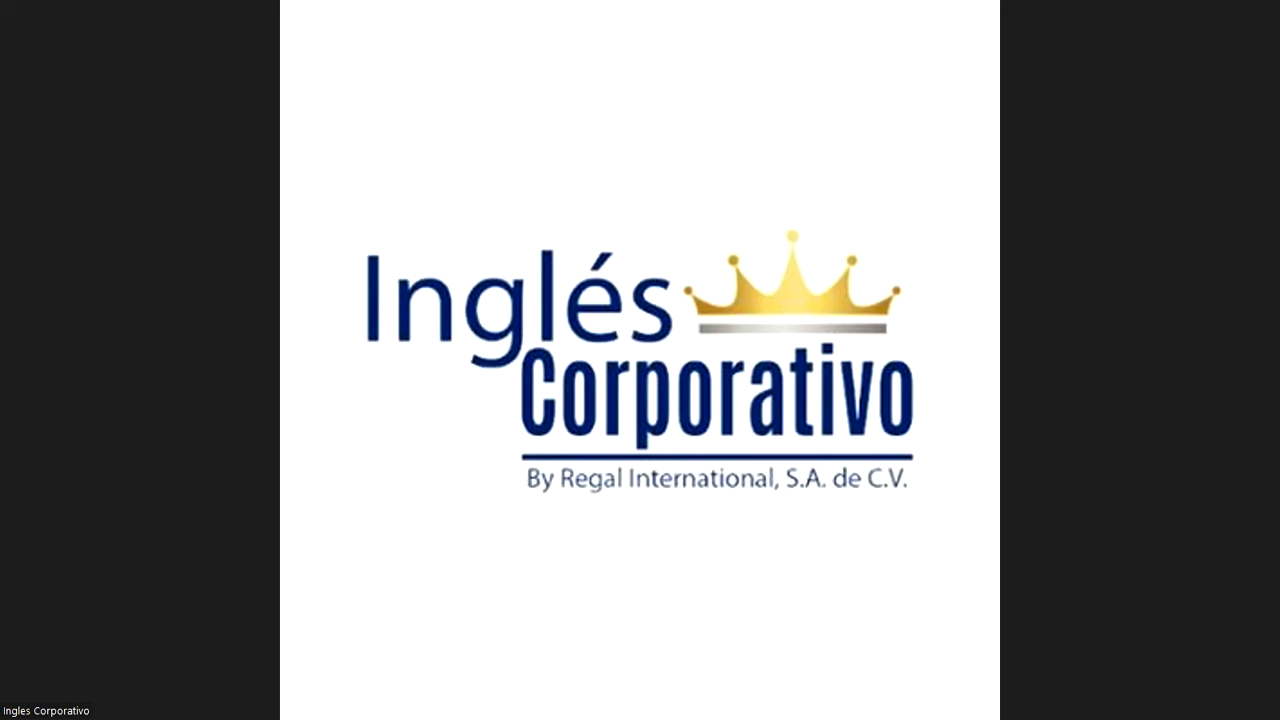 Inglés
Corporativo
By Regal International, S.A. de C.V.
Ingles Corporativo